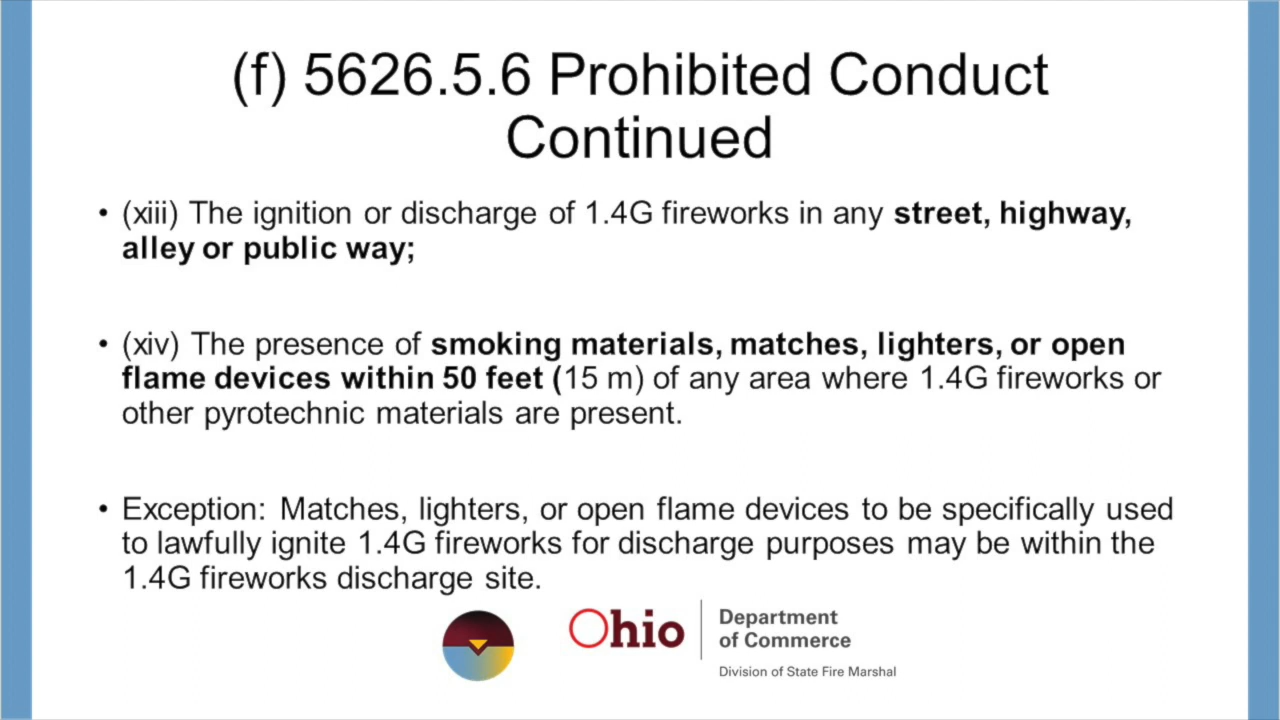 (f) 5626.5.6 Prohibited Conduct
Continued
• (xiii) The ignition or discharge of 1.4G fireworks in any street, highway,
alley or public way;
• (xiv) The presence of smoking materials, matches, lighters, or open
flame devices within 50 feet (15 m) of any area where 1.4G fireworks or
other pyrotechnic materials are present.
• Exception: Matches, lighters, or open flame devices to be specifically used
to lawfully ignite 1.4G fireworks for discharge purposes may be within the
1.4G fireworks discharge site.
Ohio
Department
of Commerce
Division of State Fire Marshal